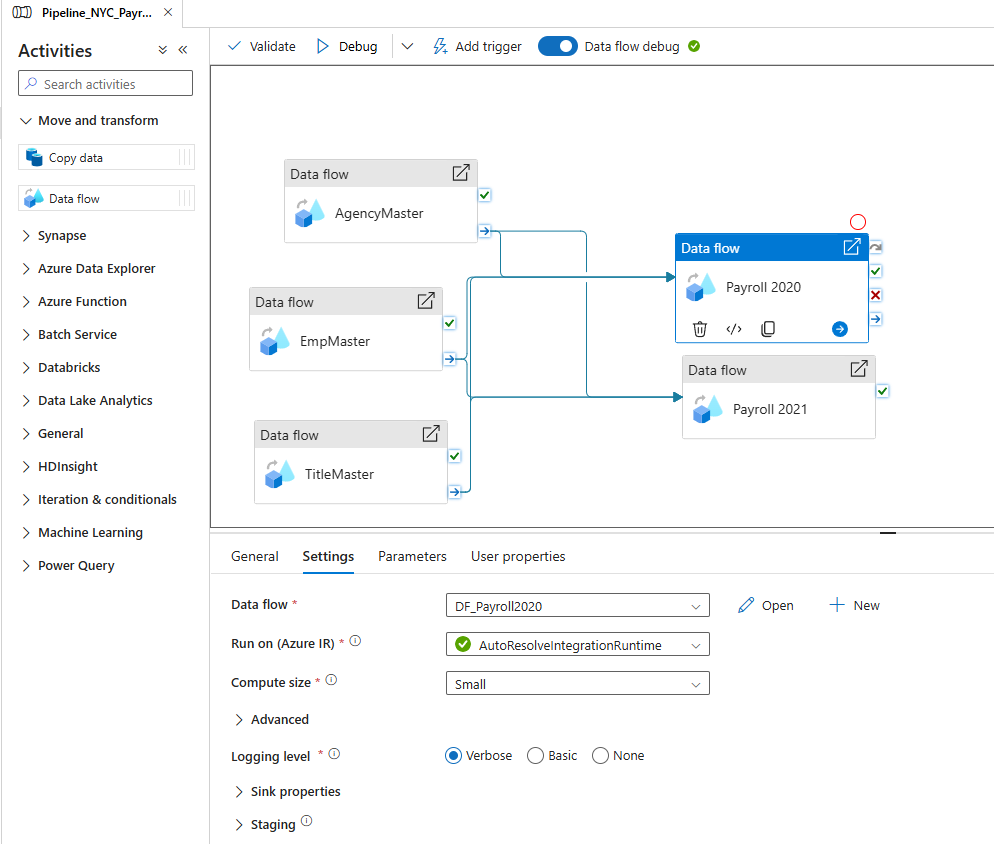 Pipeline_NYC_Payr...
Activities
Search activities
Move and transform
Copy data
Data flow
Synapse
Azure Data Explorer
Azure Function
Batch Service
Databricks
Data Lake Analytics
General
HDInsight
Iteration & conditionals
Machine Learning
Power Query
Validate Debug Add trigger Data flow debug
Data flow
AgencyMaster
Data flow
EmpMaster
Data flow
TitleMaster
Data flow
Payroll 2020
Data flow
Payroll 2021
General Settings Parameters User properties
Data flow * DF_Payroll2020 Open New
Run on (Azure IR) * AutoResolveIntegrationRuntime
Compute size * Small
Advanced
Logging level * Verbose Basic None
Sink properties
Staging